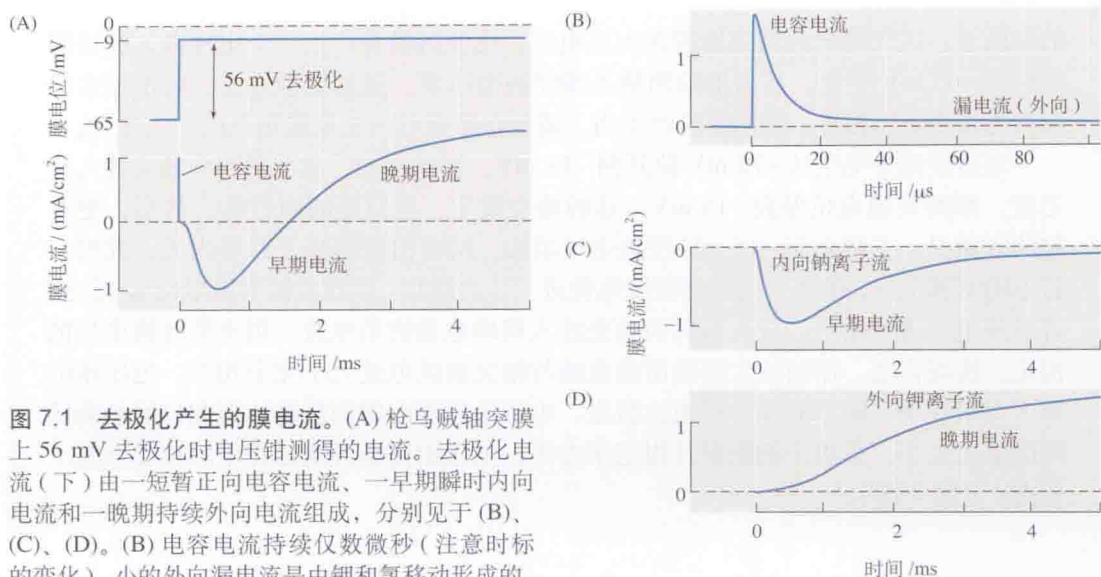 (A)
0
-9
-65
膜电位/mV
56 mV 去极化
1
0
-1
膜电流/(mA/cm²)
电容电流
晚期电流
早期电流
0
2
4
时间 /ms
(B)
电容电流
1
0
漏电流 ( 外向)
0
20
40
60
80
时间 /μs
(C)
0
-1
内向钠离子流
早期电流
膜电流/(mA/cm²)
0
2
4
(D)
外向钾离子流
1
0
晚期电流
0
2
4
时间 /ms
图 7.1 去极化产生的膜电流。(A) 枪乌贼轴突膜
上 56 mV 去极化时电压钳测得的电流。去极化电
流 ( 下 ) 由一短暂正向电容电流、一早期瞬时内向
电流和一晚期持续外向电流组成，分别见于 (B)、
(C)、(D)。(B) 电容电流持续仅数微秒 ( 注意时标
的变化 )。小的外向漏电流是由钾和氯移动形成的